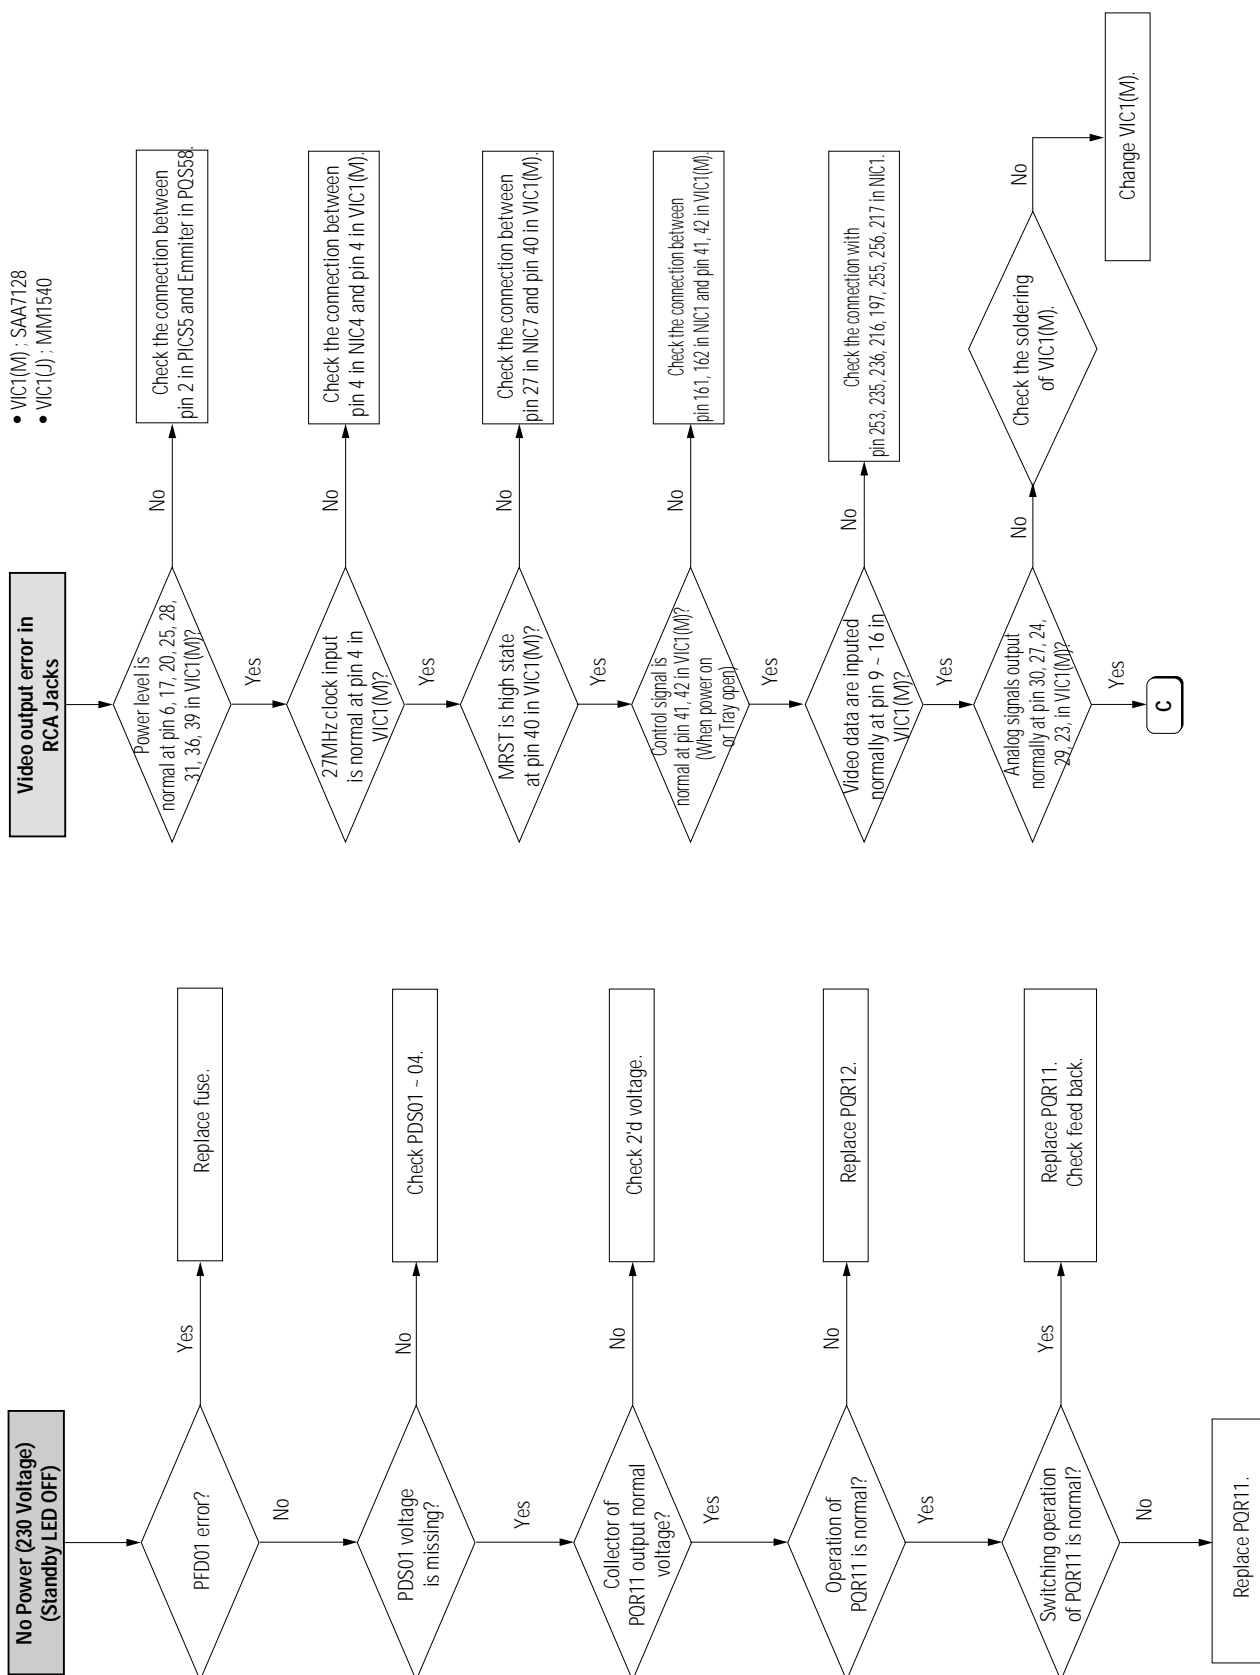 No Power (230 Voltage)
(Standby LED OFF)
PFD01 error?
Yes
Replace fuse.
No
PDS01 voltage
is missing?
No
Check PDS01 ~ 04.
Yes
Collector of
PQR11 output normal
voltage?
No
Check 2'd voltage.
Yes
Operation of
PQR11 is normal?
No
Replace PQR12.
Yes
Switching operation
of PQR11 is normal?
Yes
Replace PQR11.
Check feed back.
No
Replace PQR11.
Video output error in
RCA Jacks
• VIC1(M) ; SAA7128
• VIC1(J) ; MM1540
Power level is
normal at pin 6, 17, 20, 25, 28,
31, 36, 39 in VIC1(M)?
No
Check the connection between
pin 2 in PICS5 and Emmiter in PQS58.
Yes
27MHz clock input
is normal at pin 4 in
VIC1(M)?
No
Check the connection between
pin 4 in NIC4 and pin 4 in VIC1(M).
Yes
MRST is high state
at pin 40 in VIC1(M)?
No
Check the connection between
pin 27 in NIC7 and pin 40 in VIC1(M).
Yes
Control signal is
normal at pin 41, 42 in VIC1(M)?
(When power on
or Tray open)
No
Check the connection between
pin 161, 162 in NIC1 and pin 41, 42 in VIC1(M).
Yes
Video data are inputed
normally at pin 9 ~ 16 in
VIC1(M)?
No
Check the connection with
pin 253, 235, 236, 216, 197, 255, 256, 217 in NIC1.
Yes
Analog signals output
normally at pin 30, 27, 24,
29, 23, in VIC1(M)?
No
Check the soldering
of VIC1(M).
No
Change VIC1(M).
Yes
C